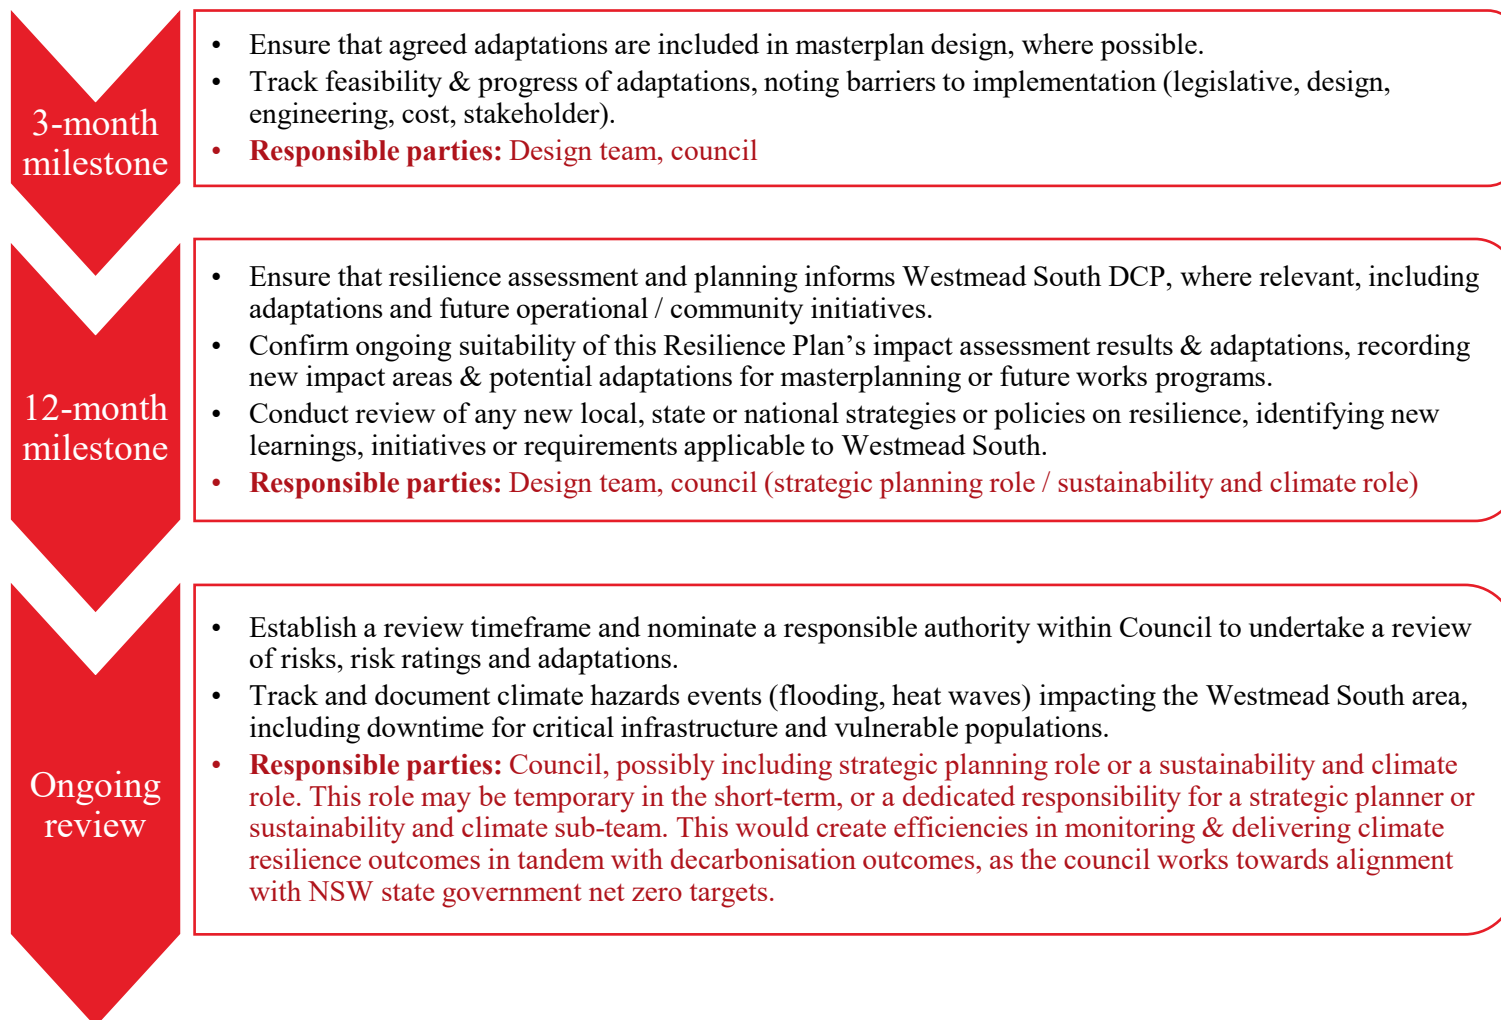 3-month
milestone
• Ensure that agreed adaptations are included in masterplan design, where possible.
• Track feasibility & progress of adaptations, noting barriers to implementation (legislative, design,
engineering, cost, stakeholder).
• Responsible parties: Design team, council
12-month
milestone
• Ensure that resilience assessment and planning informs Westmead South DCP, where relevant, including
adaptations and future operational / community initiatives.
• Confirm ongoing suitability of this Resilience Plan’s impact assessment results & adaptations, recording
new impact areas & potential adaptations for masterplanning or future works programs.
• Conduct review of any new local, state or national strategies or policies on resilience, identifying new
learnings, initiatives or requirements applicable to Westmead South.
• Responsible parties: Design team, council (strategic planning role / sustainability and climate role)
Ongoing
review
• Establish a review timeframe and nominate a responsible authority within Council to undertake a review
of risks, risk ratings and adaptations.
• Track and document climate hazards events (flooding, heat waves) impacting the Westmead South area,
including downtime for critical infrastructure and vulnerable populations.
• Responsible parties: Council, possibly including strategic planning role or a sustainability and climate
role. This role may be temporary in the short-term, or a dedicated responsibility for a strategic planner or
sustainability and climate sub-team. This would create efficiencies in monitoring & delivering climate
resilience outcomes in tandem with decarbonisation outcomes, as the council works towards alignment
with NSW state government net zero targets.